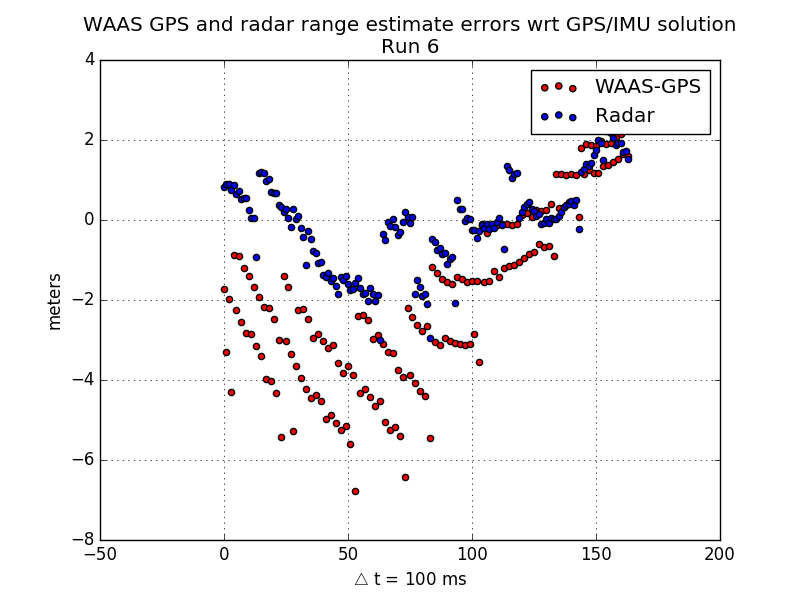 WAAS GPS and radar range estimate errors wrt GPS/IMU solution
Run 6
WAAS-GPS
Radar
4
2
0
−2
−4
−6
−8
meters
−50
0
50
100
150
200
△ t = 100 ms